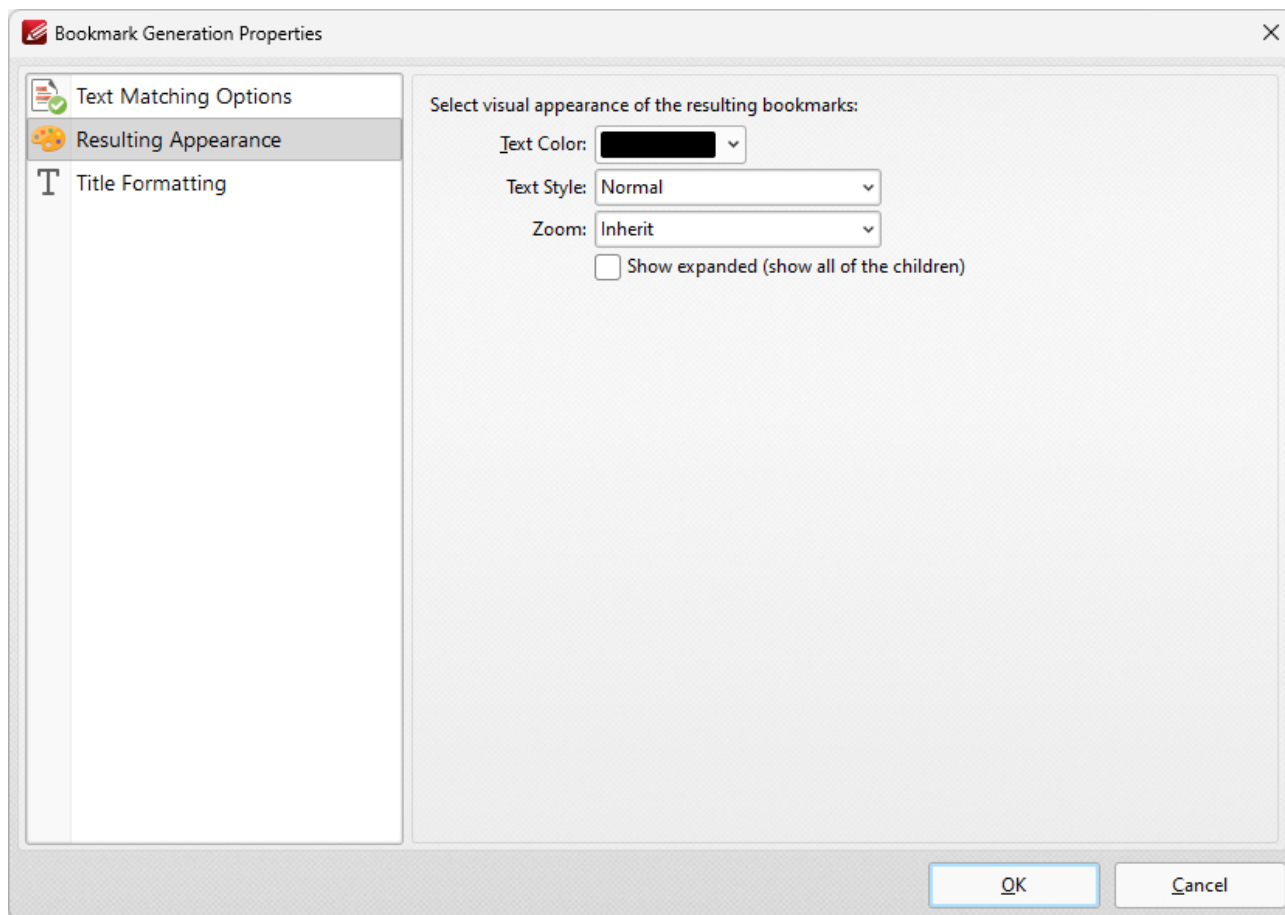 Bookmark Generation Properties
Text Matching Options
Resulting Appearance
Title Formatting
Select visual appearance of the resulting bookmarks:
Text Color:
Text Style: Normal
Zoom: Inherit
Show expanded (show all of the children)
OK Cancel